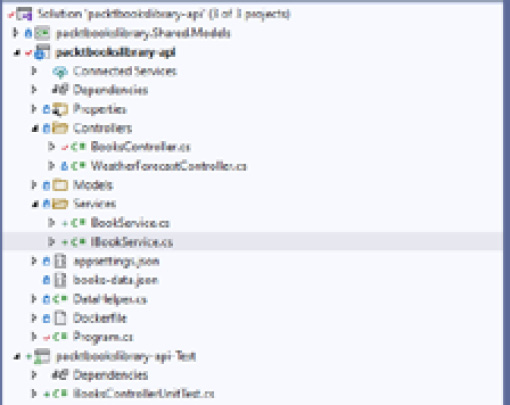 Solution 'packtbookslibrary-api' (3 of 3 projects)
packtbookslibrary.Shared.Models
packtbookslibrary-api
Connected Services
Dependencies
Properties
Controllers
C# BooksController.cs
C# WeatherForecastController.cs
Models
Services
C# BookService.cs
C# IBookService.cs
appsettings.json
books-data.json
C# DataHelper.cs
Dockerfile
C# Program.cs
packtbookslibrary-api-Test
Dependencies
C# BooksControllerUnitTest.cs